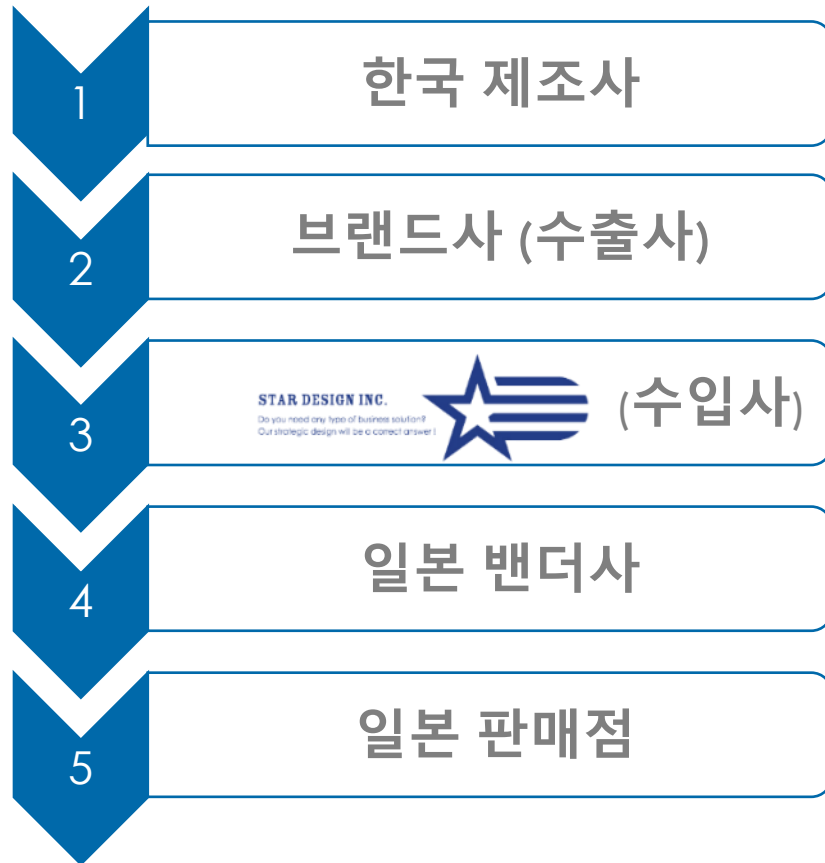 1
한국 제조사
2
브랜드사 (수출사)
3
STAR DESIGN INC.
Do you need any type of business solution?
Our strategic design will be a correct answer !
(수입사)
4
일본 밴더사
5
일본 판매점